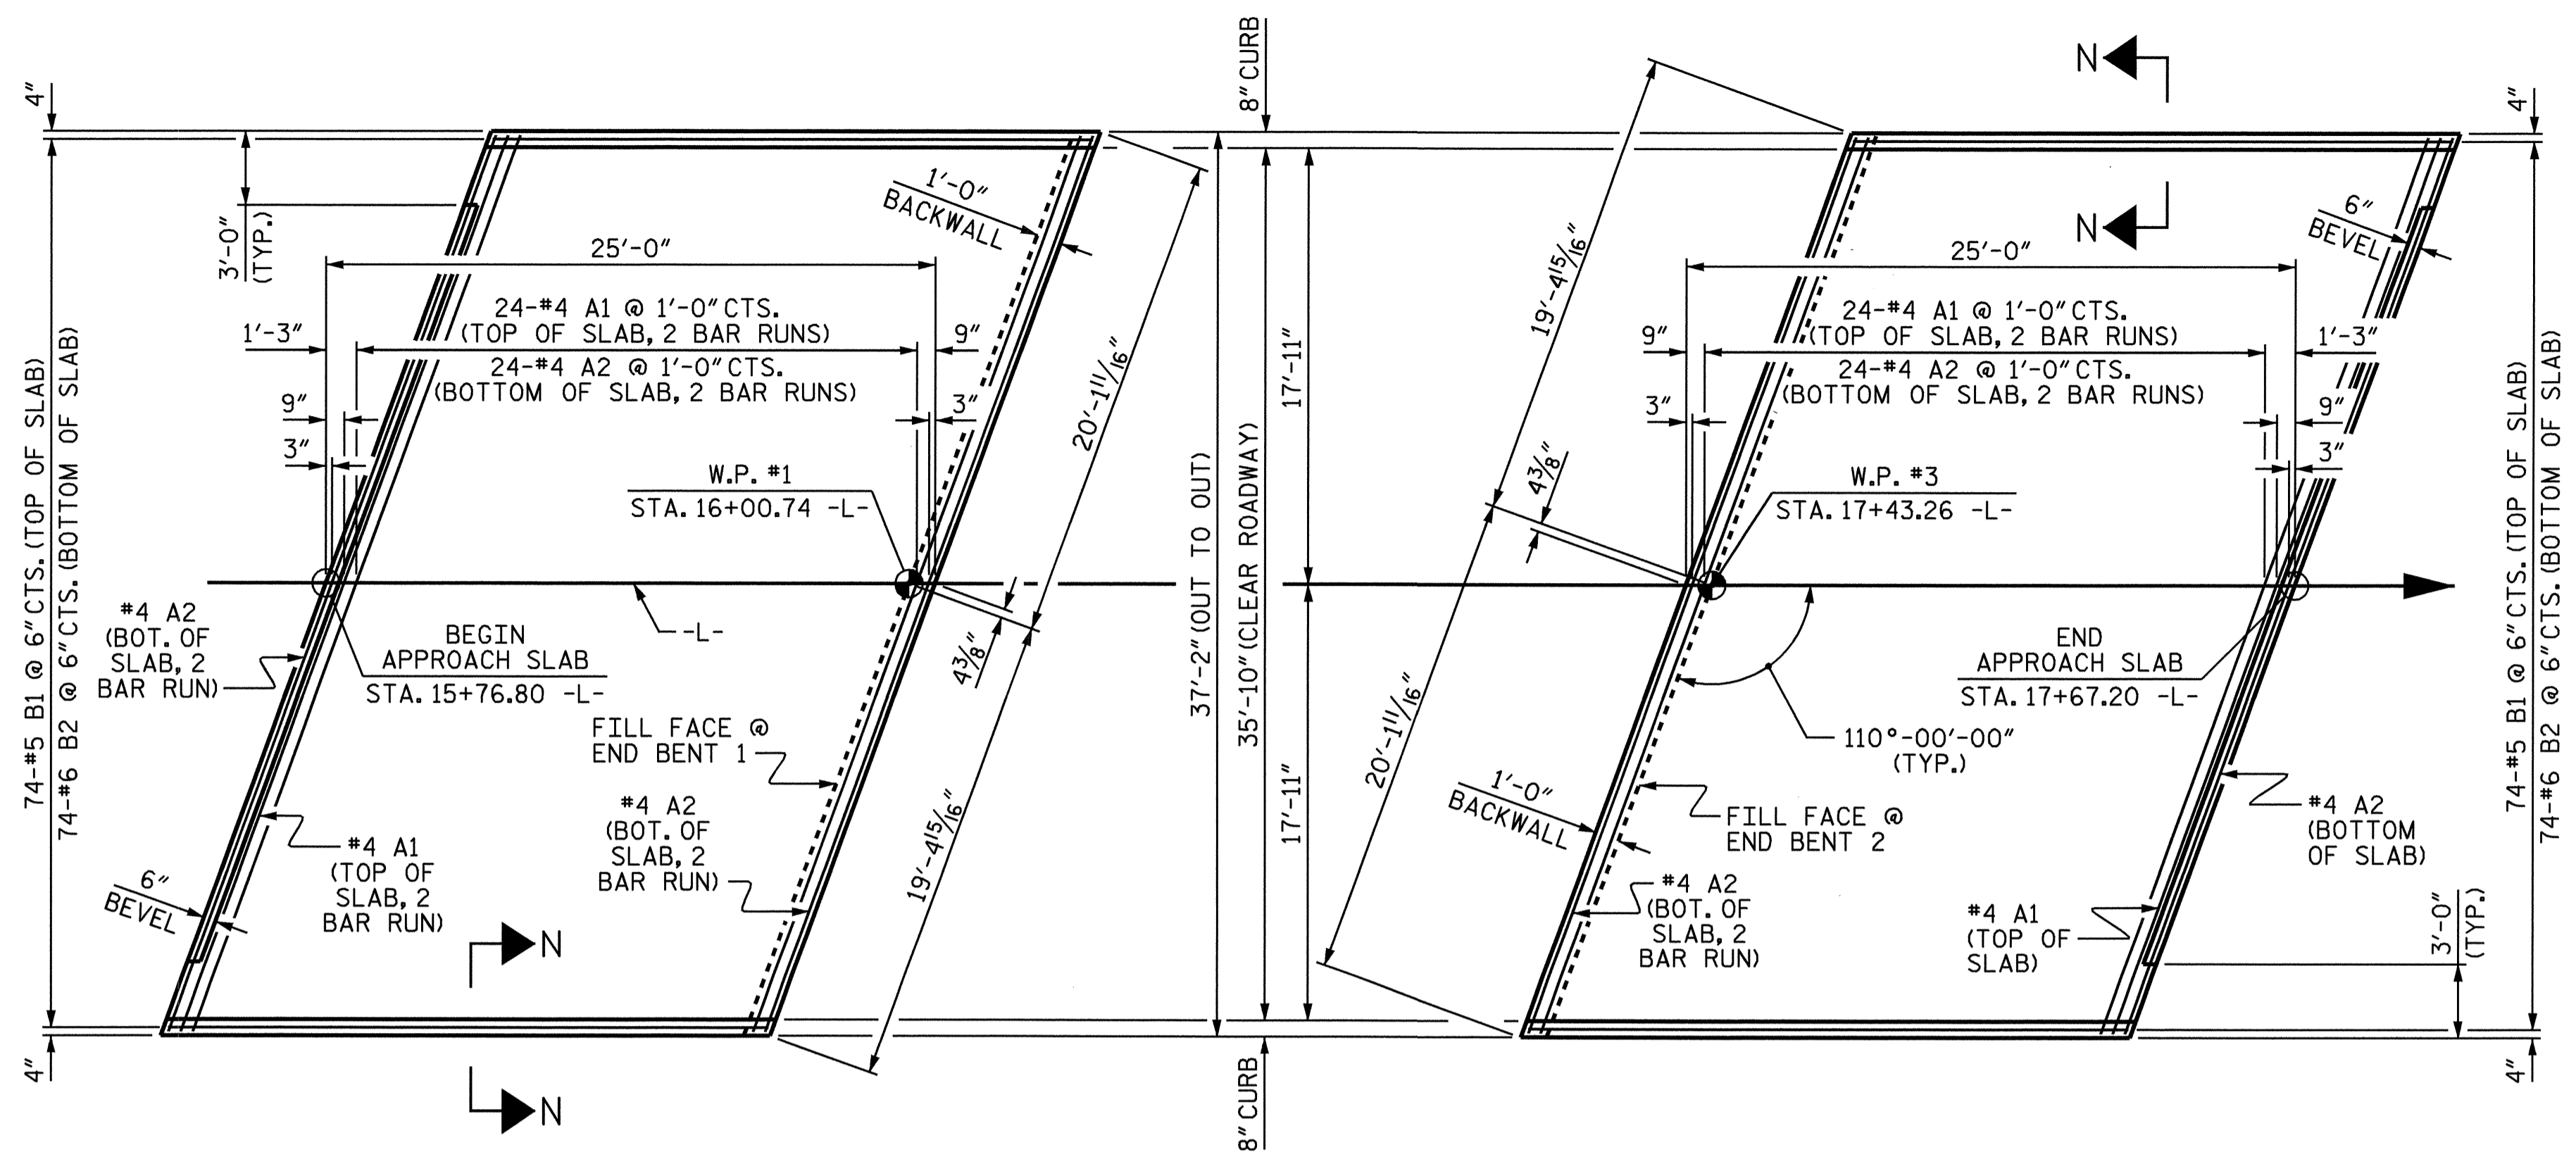 8" CURB
N
4"
4"
1'-0"
BACKWALL
3'-0"
(TYP.)
25'-0"
24-#4 A1 @ 1'-0" CTS.
(TOP OF SLAB, 2 BAR RUNS)
24-#4 A2 @ 1'-0" CTS.
(BOTTOM OF SLAB, 2 BAR RUNS)
1'-3"
9"
9"
3"
3"
74-#5 B1 @ 6" CTS. (TOP OF SLAB)
74-#6 B2 @ 6" CTS. (BOTTOM OF SLAB)
20'-1 11/16"
W.P. #1
STA. 16+00.74 -L-
#4 A2
(BOT. OF
SLAB, 2
BAR RUN)
BEGIN
APPROACH SLAB
STA. 15+76.80 -L-
-L-
4 3/8"
FILL FACE @
END BENT 1
#4 A2
(BOT. OF
SLAB, 2
BAR RUN)
19'-4 15/16"
#4 A1
(TOP OF
SLAB, 2
BAR RUN)
6"
BEVEL
N
N
4"
37'-2" (OUT TO OUT)
35'-10" (CLEAR ROADWAY)
17'-11"
17'-11"
8" CURB
19'-4 15/16"
N
6"
BEVEL
25'-0"
24-#4 A1 @ 1'-0" CTS.
(TOP OF SLAB, 2 BAR RUNS)
24-#4 A2 @ 1'-0" CTS.
(BOTTOM OF SLAB, 2 BAR RUNS)
9"
1'-3"
3"
9"
3"
4 3/8"
W.P. #3
STA. 17+43.26 -L-
END
APPROACH SLAB
STA. 17+67.20 -L-
20'-1 11/16"
110°-00'-00"
(TYP.)
1'-0"
BACKWALL
FILL FACE @
END BENT 2
#4 A2
(BOT. OF
SLAB, 2
BAR RUN)
#4 A1
(TOP OF
SLAB)
#4 A2
(BOTTOM
OF SLAB)
3'-0"
(TYP.)
74-#5 B1 @ 6" CTS. (TOP OF SLAB)
74-#6 B2 @ 6" CTS. (BOTTOM OF SLAB)
4"